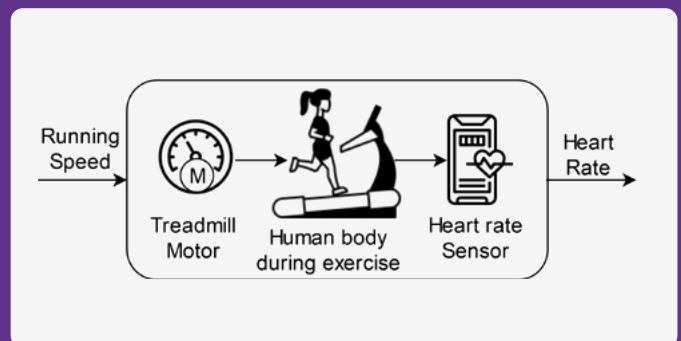 Running
Speed
M
Treadmill
Motor
Human body
during exercise
Heart rate
Sensor
Heart
Rate